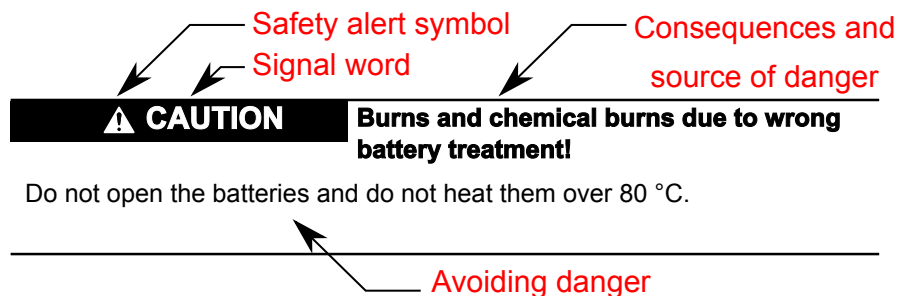 Safety alert symbol
Consequences and
Signal word
source of danger
CAUTION
Burns and chemical burns due to wrong
battery treatment!
Do not open the batteries and do not heat them over 80 °C.
Avoiding danger